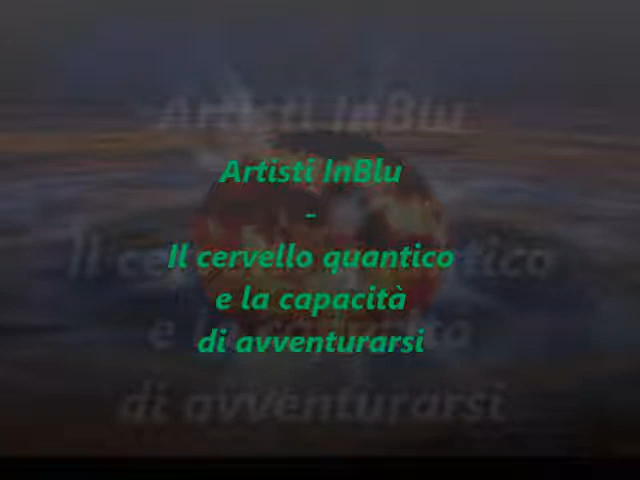 Artisti InBlu
-
Il cervello quantico
e la capacità
di avventurarsi